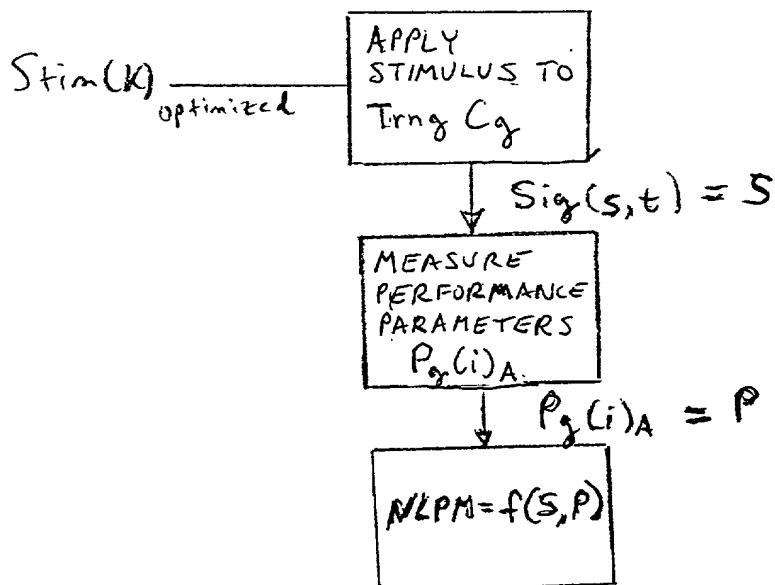 Stim(K)
optimized
APPLY
STIMULUS TO
Trng Cg
Sig(s,t) = S
MEASURE
PERFORMANCE
PARAMETERS
Pg(i)A.
Pg(i)A = P
NLPM=f(S,P)